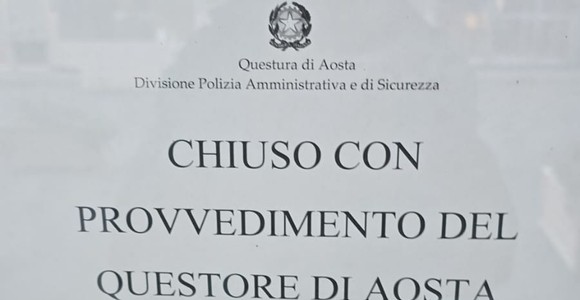 Questura di Aosta
Divisione Polizia Amministrativa e di Sicurezza
CHIUSO CON
PROVVEDIMENTO DEL
QUESTORE DI AOSTA